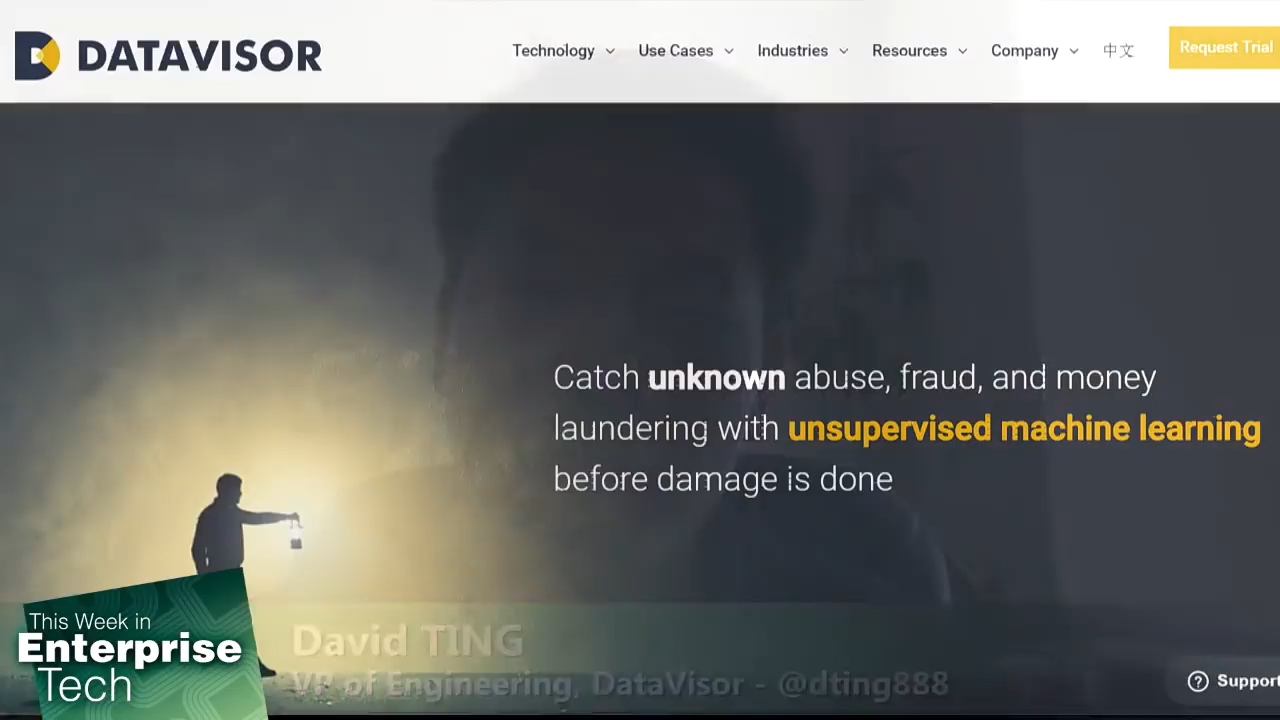 DATAVISOR
Technology
Use Cases
Industries
Resources
Company
中文
Request Trial
Catch unknown abuse, fraud, and money
laundering with unsupervised machine learning
before damage is done
This Week in
Enterprise
Tech
David TING
VP of Engineering, DataVisor - @dting888
Support